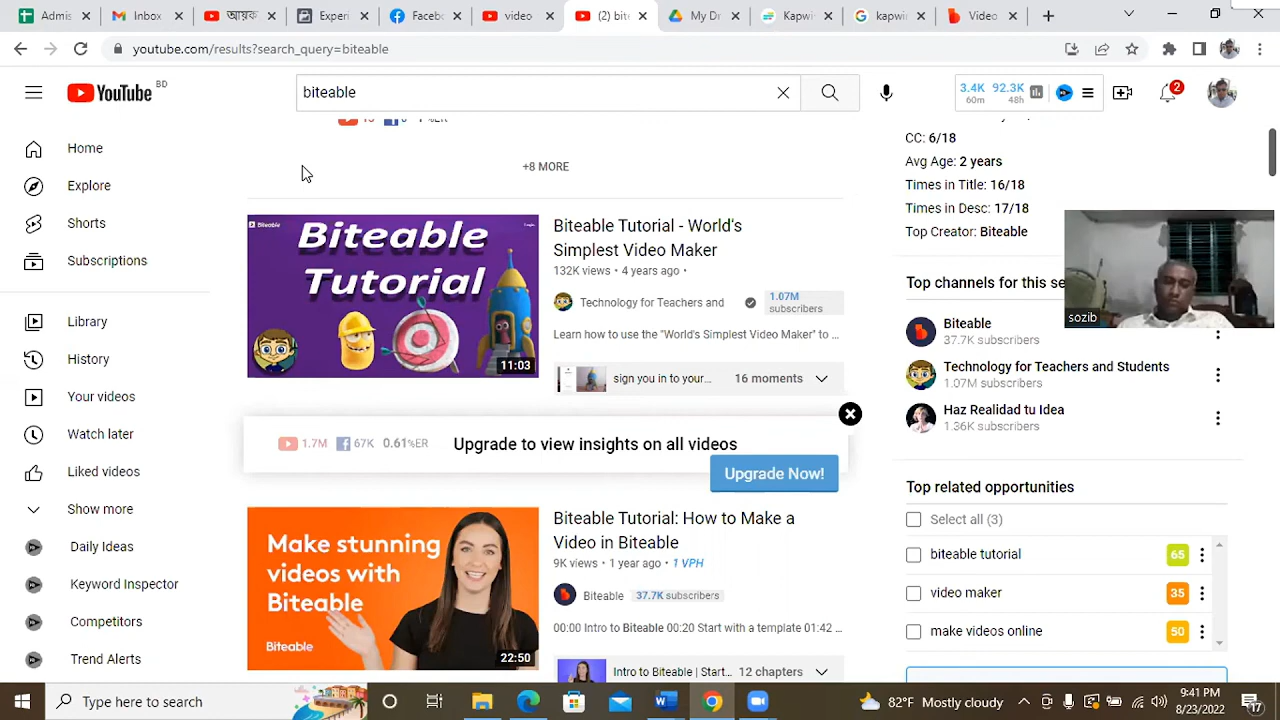 Admis
Inbox
আয়ক
Experi
Faceb
video
(2) bit
My D
Kapwi
kapwi
Video
youtube.com/results?search_query=biteable
YouTube BD
biteable
3.4K 92.3K
60m 48h
2
Home
Explore
Shorts
Subscriptions
Library
History
Your videos
Watch later
Liked videos
Show more
Daily Ideas
Keyword Inspector
Competitors
Trend Alerts
+8 MORE
Biteable
Biteable
Tutorial
11:03
Biteable Tutorial - World's
Simplest Video Maker
132K views • 4 years ago •
Technology for Teachers and
1.07M
subscribers
Learn how to use the "World's Simplest Video Maker" to ...
sign you in to your...
16 moments
1.7M 67K 0.61%ER
Upgrade to view insights on all videos
Upgrade Now!
Make stunning
videos with
Biteable
Biteable
22:50
Biteable Tutorial: How to Make a
Video in Biteable
9K views • 1 year ago • 1 VPH
Biteable 37.7K subscribers
00:00 Intro to Biteable 00:20 Start with a template 01:42 ...
Intro to Biteable | Start...
12 chapters
CC: 6/18
Avg Age: 2 years
Times in Title: 16/18
Times in Desc: 17/18
Top Creator: Biteable
sozib
Top channels for this se
Biteable
37.7K subscribers
Technology for Teachers and Students
1.07M subscribers
Haz Realidad tu Idea
1.36K subscribers
Top related opportunities
Select all (3)
biteable tutorial 65
video maker 35
make videos online 50
Type here to search
82°F Mostly cloudy
9:41 PM
8/23/2022
17